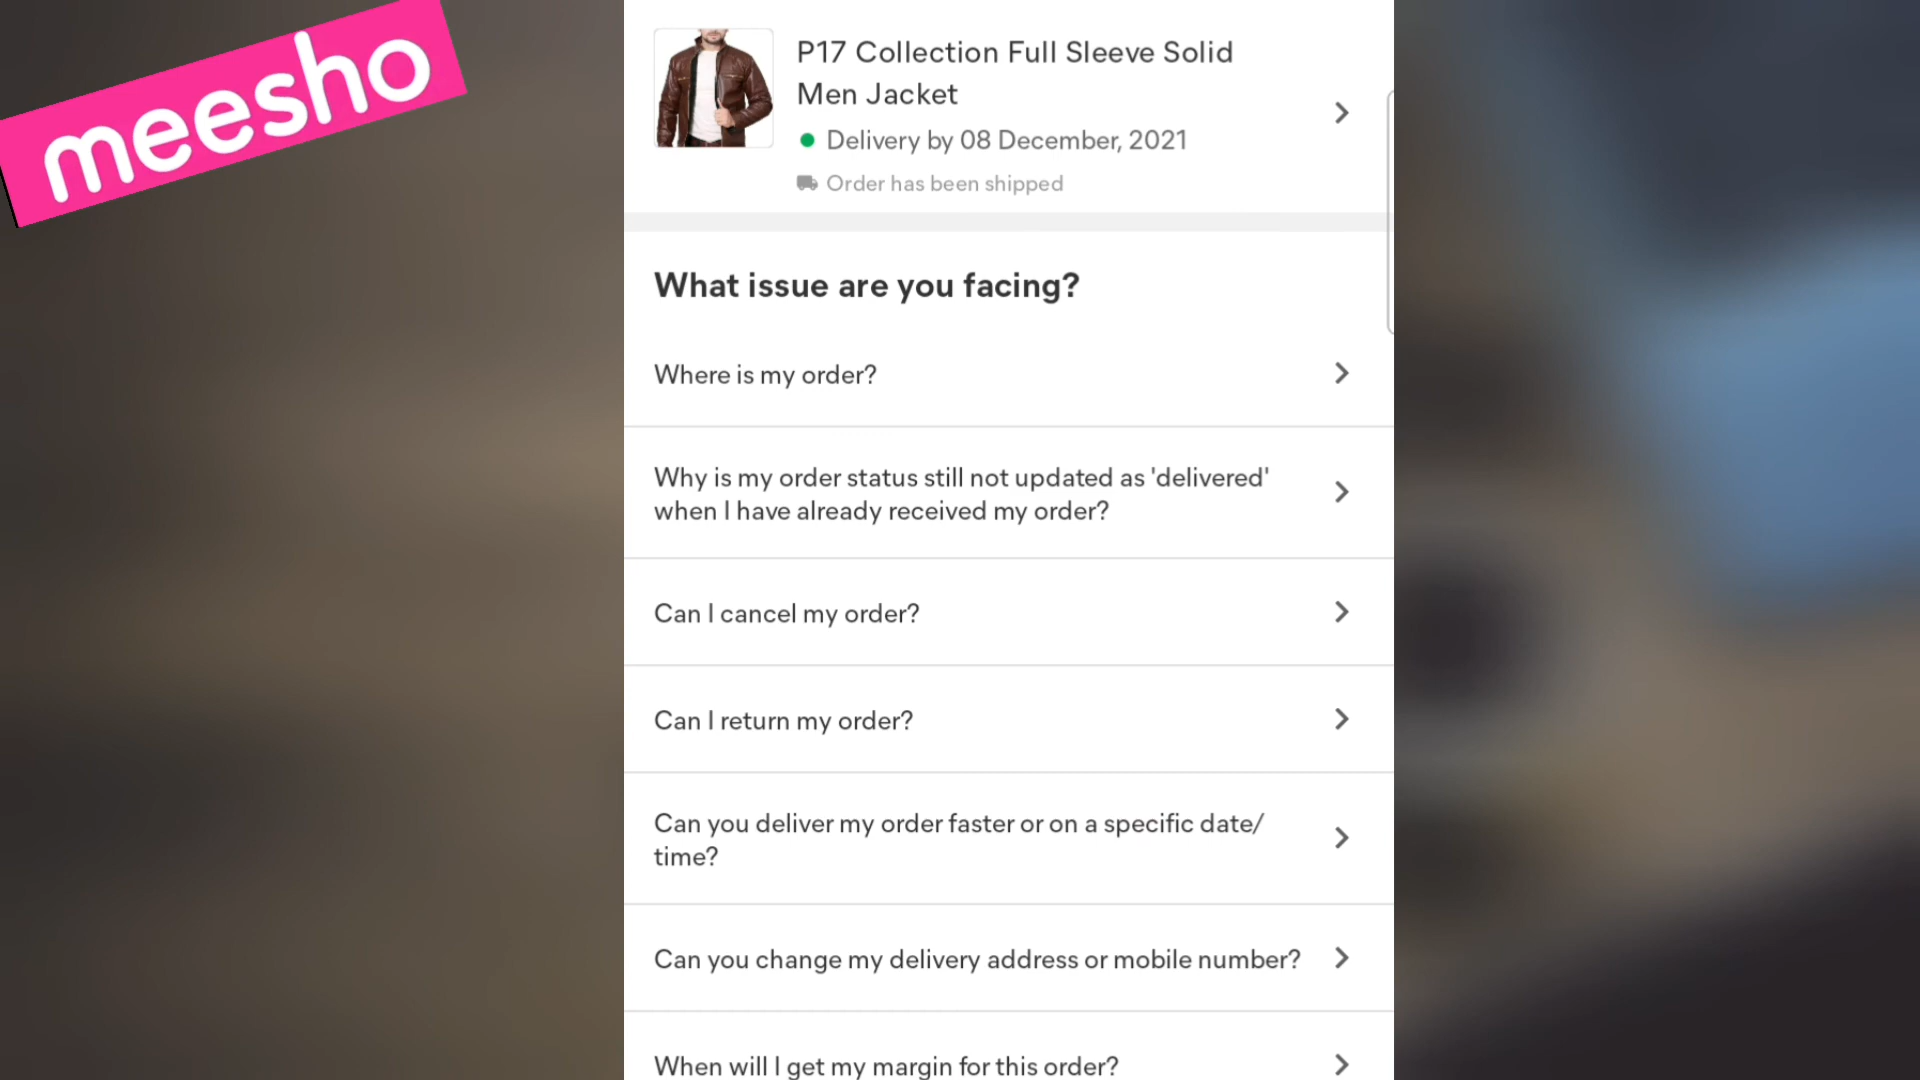 meesho
P17 Collection Full Sleeve Solid
Men Jacket
Delivery by 08 December, 2021
Order has been shipped
What issue are you facing?
Where is my order?
Why is my order status still not updated as 'delivered'
when I have already received my order?
Can I cancel my order?
Can I return my order?
Can you deliver my order faster or on a specific date/
time?
Can you change my delivery address or mobile number?
When will I get my margin for this order?